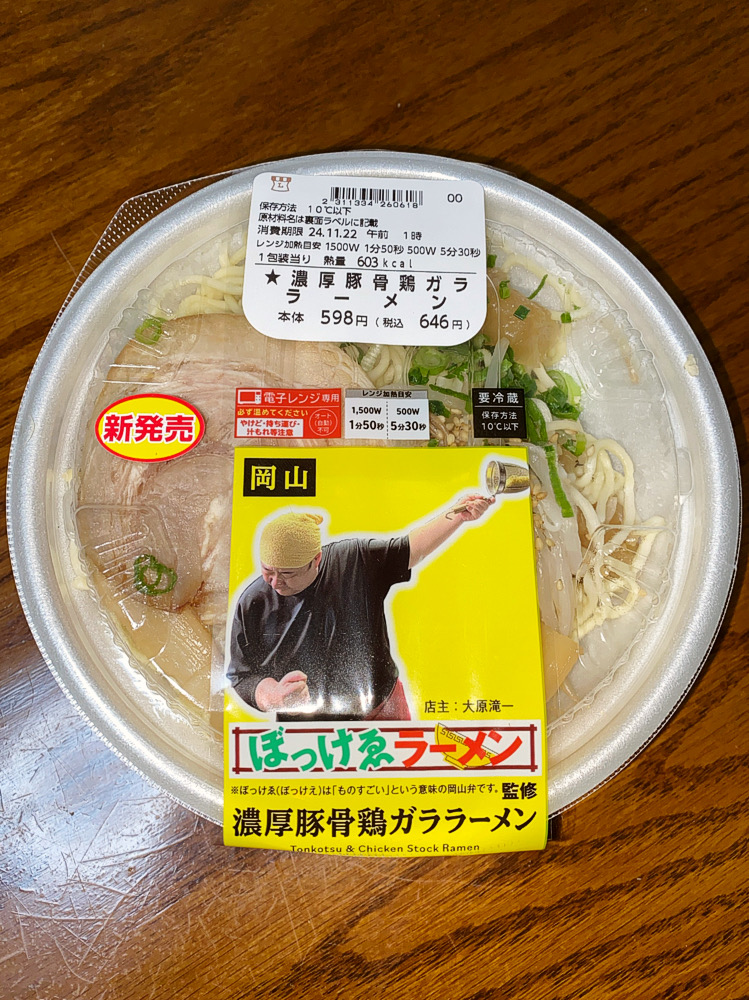 L
2 311334 260618
00
保存方法 10℃以下
原材料名は裏面ラベルに記載
消費期限 24.11.22 午前 1時
レンジ加熱目安 1500W 1分50秒 500W 5分30秒
1包装当り 熱量 603kcal
★濃厚豚骨鶏ガラ
ラーメン
本体 598円(税込 646円)
電子レンジ専用
必ず温めてください
やけど・持ち運び・
汁もれ等注意
オート
(自動)
不可
レンジ加熱目安
1,500W 500W
1分50秒 5分30秒
要冷蔵
保存方法
10℃以下
新発売
岡山
店主:大原滝一
ぼっけゑラーメン
※ぼっけゑ(ぼっけえ)は「ものすごい」という意味の岡山弁です。監修
濃厚豚骨鶏ガララーメン
Tonkotsu & Chicken Stock Ramen